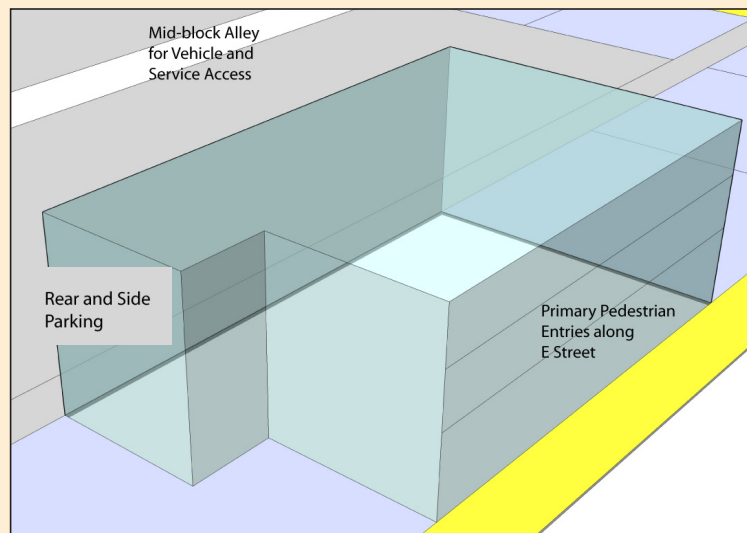 Mid-block Alley
for Vehicle and
Service Access
Rear and Side
Parking
Primary Pedestrian
Entries along
E Street